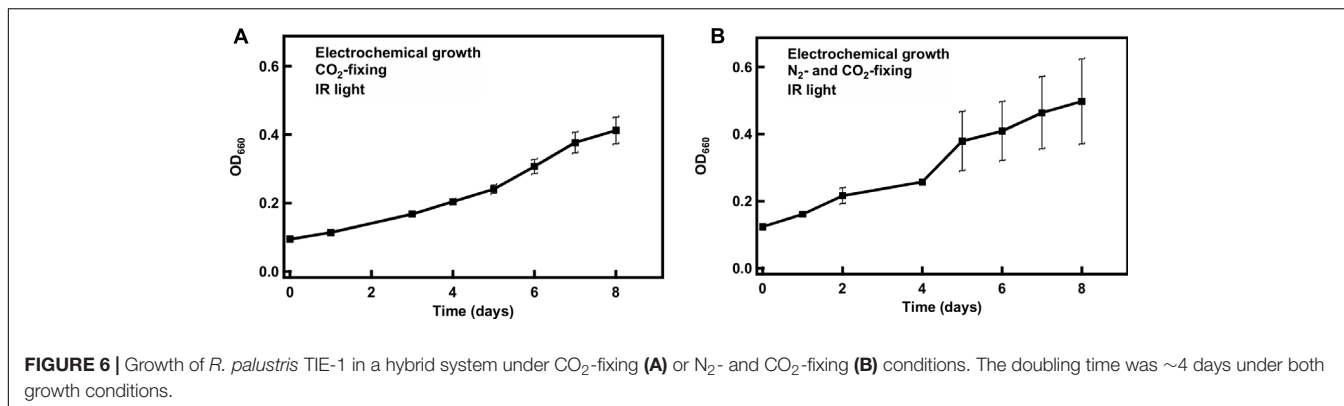 A
Electrochemical growth
CO₂-fixing
IR light
0.6
0.4
0.2
0.0
OD₆₆₀
0 2 4 6 8
Time (days)
B
Electrochemical growth
N₂- and CO₂-fixing
IR light
0.6
0.4
0.2
0.0
OD₆₆₀
0 2 4 6 8
Time (days)
FIGURE 6 | Growth of R. palustris TIE-1 in a hybrid system under CO₂-fixing (A) or N₂- and CO₂-fixing (B) conditions. The doubling time was ∼4 days under both
growth conditions.